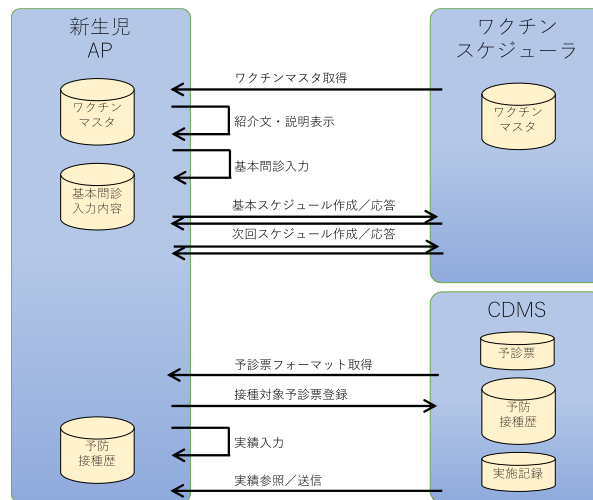 新生児
AP
ワクチン
マスタ
基本問診
入力内容
予防
接種歴
ワクチンマスタ取得
紹介文・説明表示
基本問診入力
基本スケジュール作成／応答
次回スケジュール作成／応答
予診票フォーマット取得
接種対象予診票登録
実績入力
実績参照／送信
ワクチン
スケジューラ
ワクチン
マスタ
CDMS
予診票
予防
接種歴
実施記録